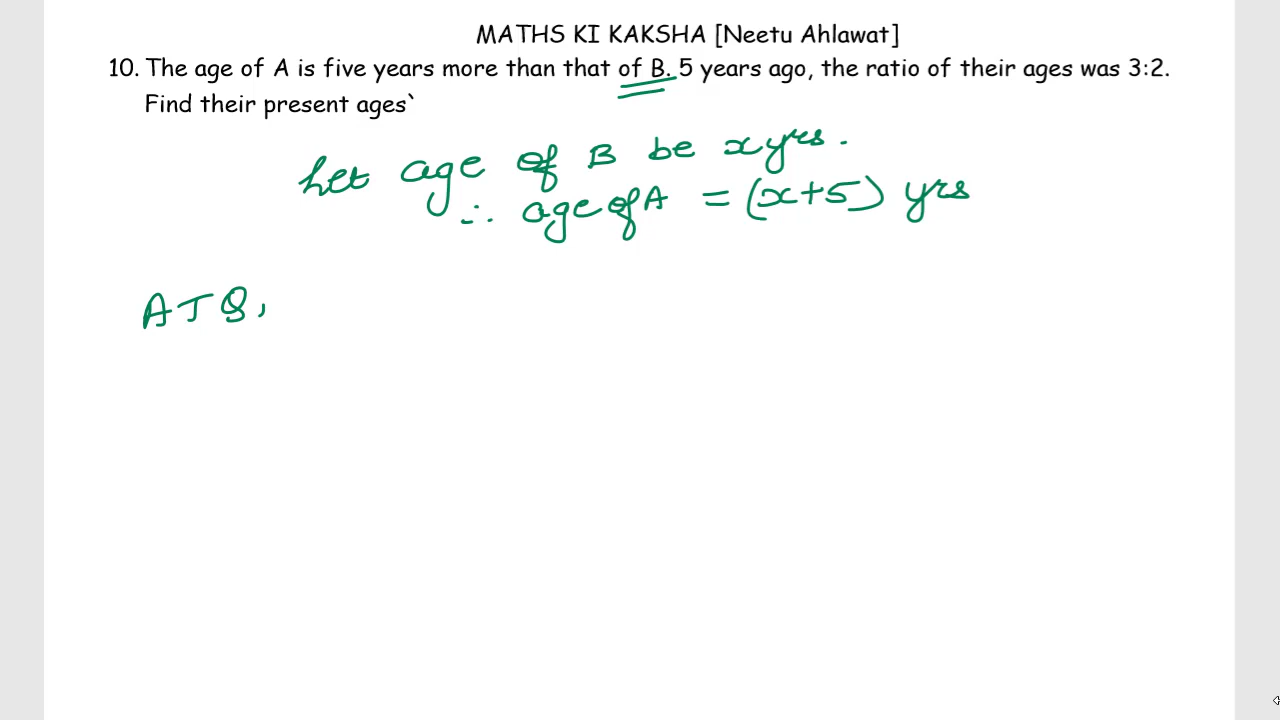 MATHS KI KAKSHA [Neetu Ahlawat]
10. The age of A is five years more than that of B. 5 years ago, the ratio of their ages was 3:2.
Find their present ages`
Let age of B be x yrs.
∴ age of A = (x+5) yrs
ATQ,